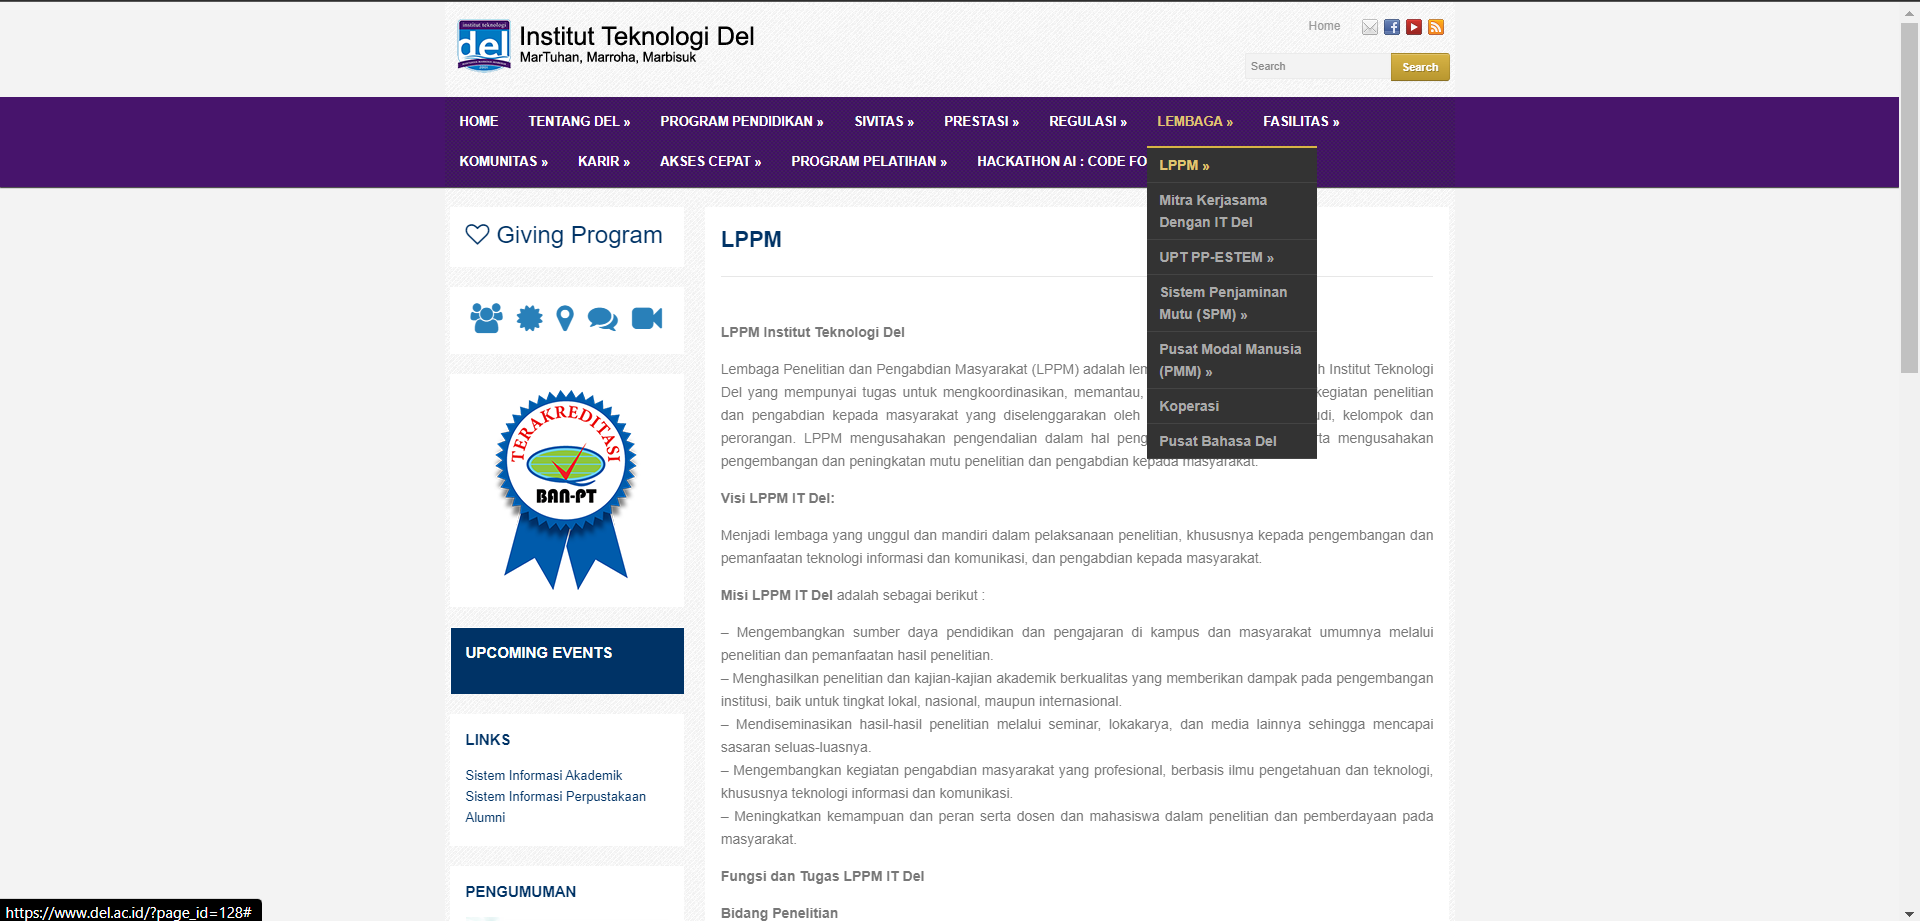 institut teknologi
del
Institut Teknologi Del
MarTuhan, Marroha, Marbisuk
Home
Search
Search
HOME
TENTANG DEL »
PROGRAM PENDIDIKAN »
SIVITAS »
PRESTASI »
REGULASI »
LEMBAGA »
FASILITAS »
KOMUNITAS »
KARIR »
AKSES CEPAT »
PROGRAM PELATIHAN »
HACKATHON AI : CODE FO
LPPM »
Mitra Kerjasama
Dengan IT Del
UPT PP-ESTEM »
Sistem Penjaminan
Mutu (SPM) »
Pusat Modal Manusia
(PMM) »
Koperasi
Pusat Bahasa Del
Giving Program
TERAKREDITASI
BAN-PT
UPCOMING EVENTS
LINKS
Sistem Informasi Akademik
Sistem Informasi Perpustakaan
Alumni
PENGUMUMAN
LPPM
LPPM Institut Teknologi Del
Lembaga Penelitian dan Pengabdian Masyarakat (LPPM) adalah lem h Institut Teknologi
Del yang mempunyai tugas untuk mengkoordinasikan, memantau, kegiatan penelitian
dan pengabdian kepada masyarakat yang diselenggarakan oleh udi, kelompok dan
perorangan. LPPM mengusahakan pengendalian dalam hal peng rta mengusahakan
pengembangan dan peningkatan mutu penelitian dan pengabdian kepada masyarakat.
Visi LPPM IT Del:
Menjadi lembaga yang unggul dan mandiri dalam pelaksanaan penelitian, khususnya kepada pengembangan dan
pemanfaatan teknologi informasi dan komunikasi, dan pengabdian kepada masyarakat.
Misi LPPM IT Del adalah sebagai berikut :
– Mengembangkan sumber daya pendidikan dan pengajaran di kampus dan masyarakat umumnya melalui
penelitian dan pemanfaatan hasil penelitian.
– Menghasilkan penelitian dan kajian-kajian akademik berkualitas yang memberikan dampak pada pengembangan
institusi, baik untuk tingkat lokal, nasional, maupun internasional.
– Mendiseminasikan hasil-hasil penelitian melalui seminar, lokakarya, dan media lainnya sehingga mencapai
sasaran seluas-luasnya.
– Mengembangkan kegiatan pengabdian masyarakat yang profesional, berbasis ilmu pengetahuan dan teknologi,
khususnya teknologi informasi dan komunikasi.
– Meningkatkan kemampuan dan peran serta dosen dan mahasiswa dalam penelitian dan pemberdayaan pada
masyarakat.
Fungsi dan Tugas LPPM IT Del
Bidang Penelitian
https://www.del.ac.id/?page_id=128#